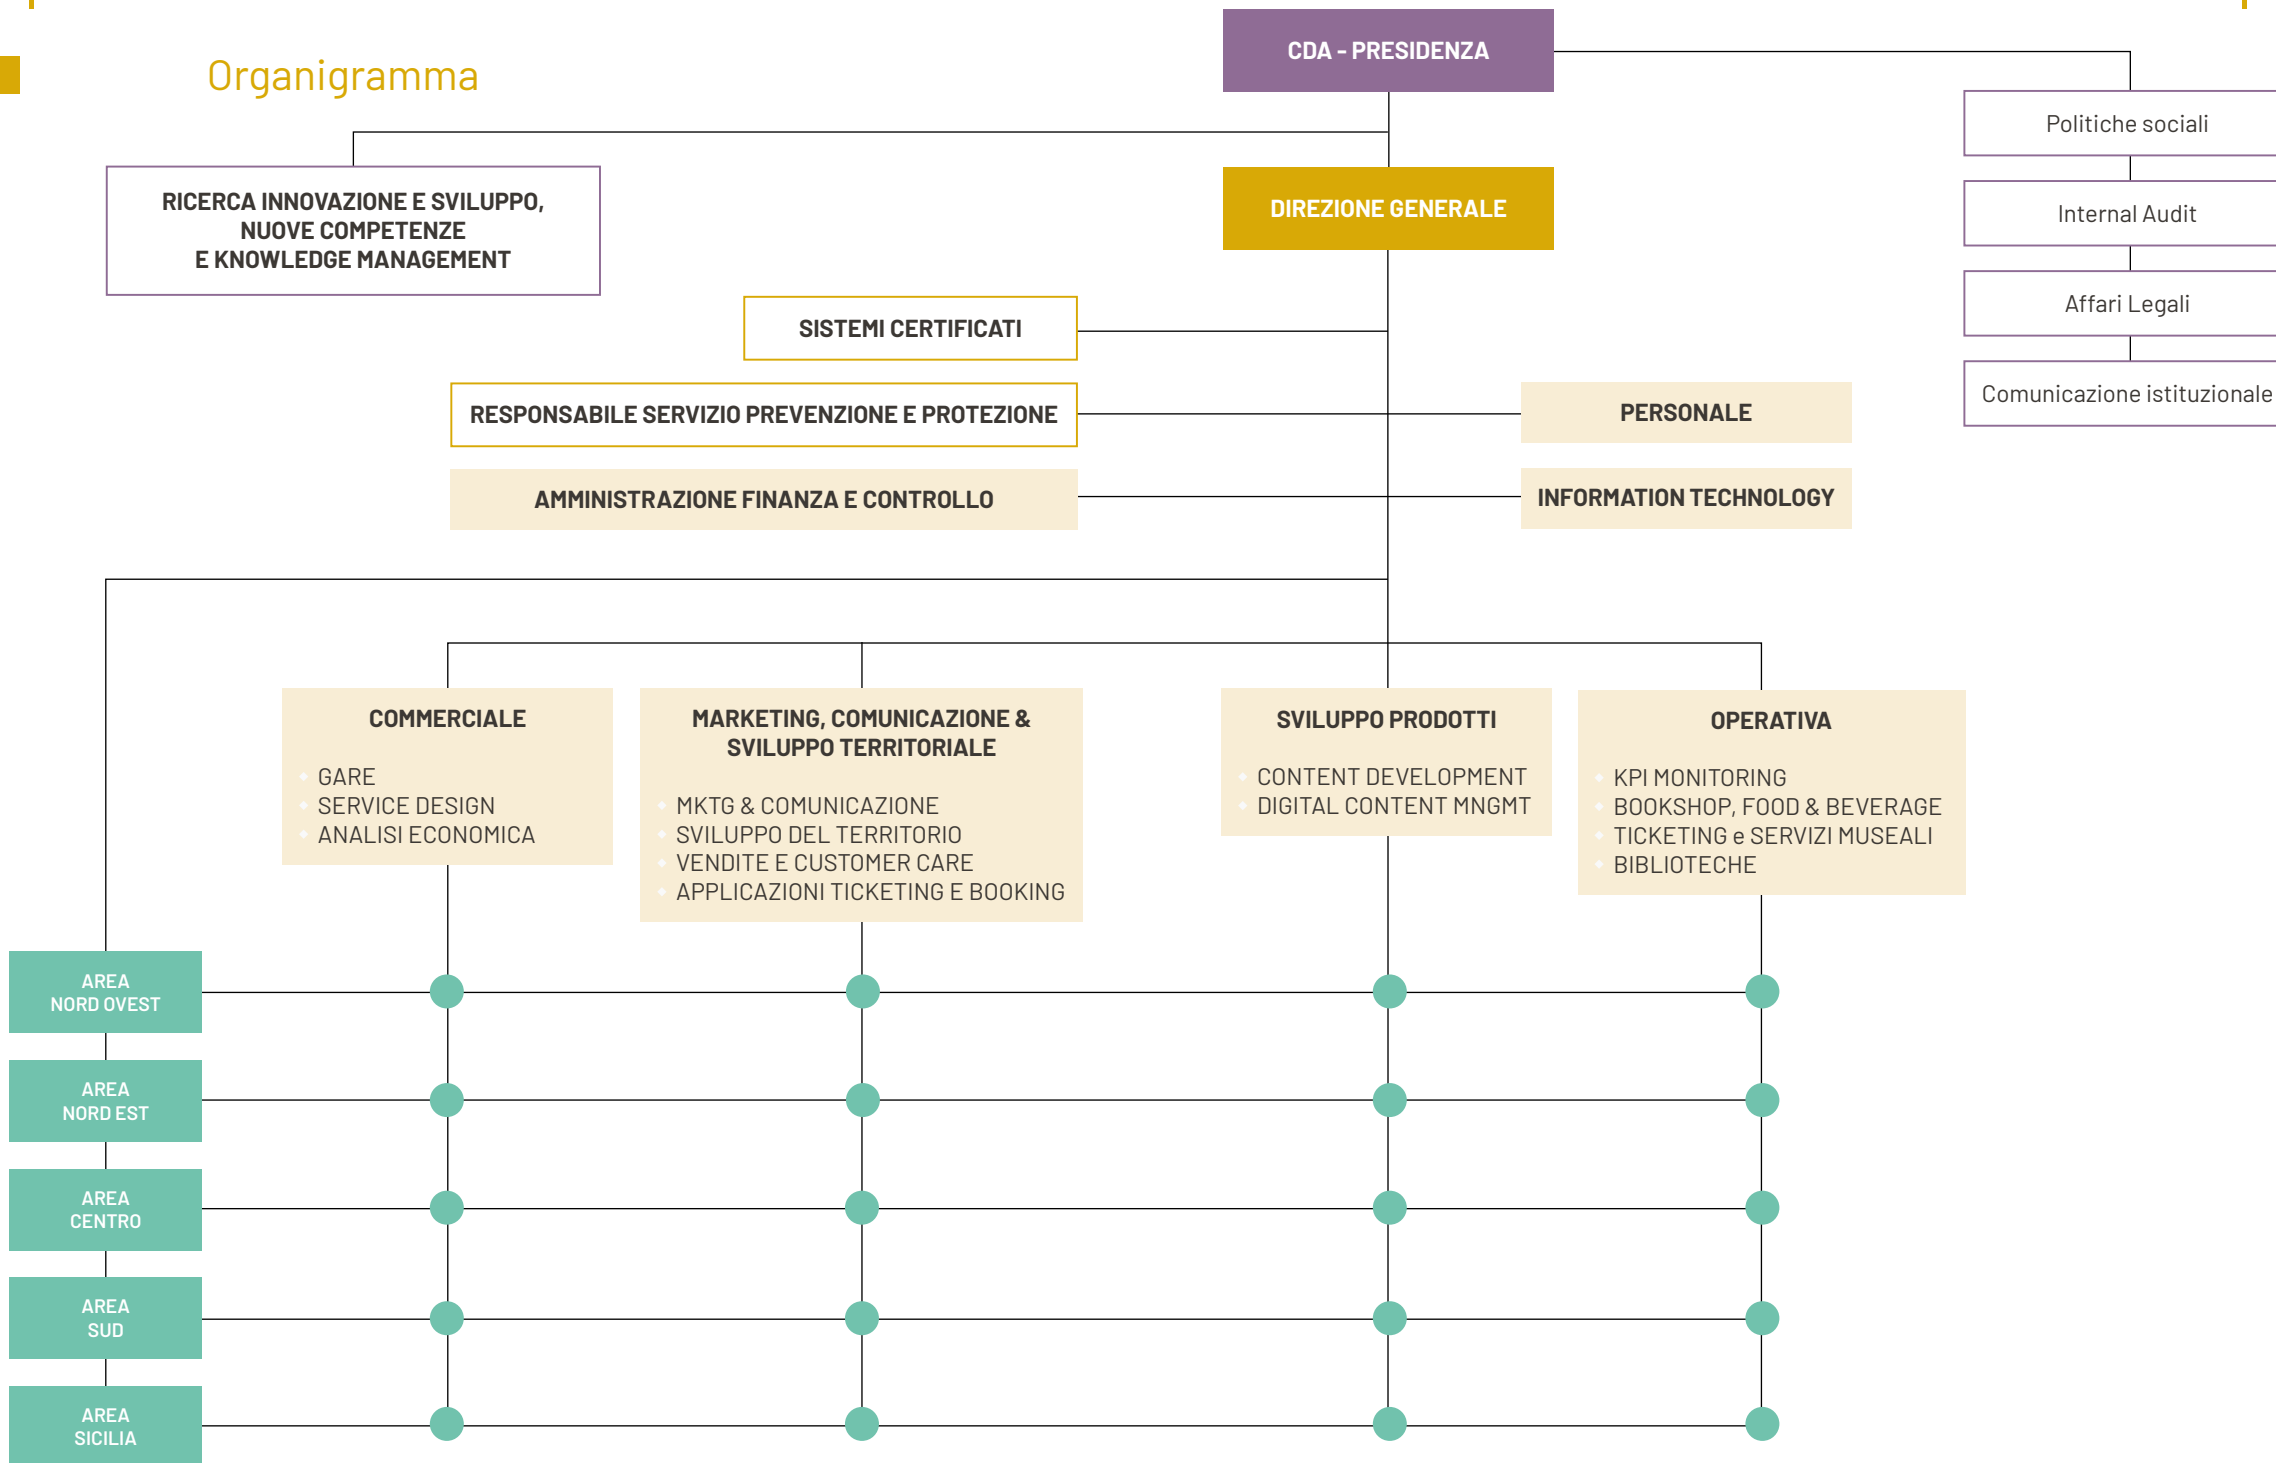 Organigramma
CDA - PRESIDENZA
Politiche sociali
Internal Audit
Affari Legali
Comunicazione istituzionale
RICERCA INNOVAZIONE E SVILUPPO,
NUOVE COMPETENZE
E KNOWLEDGE MANAGEMENT
DIREZIONE GENERALE
SISTEMI CERTIFICATI
RESPONSABILE SERVIZIO PREVENZIONE E PROTEZIONE
PERSONALE
AMMINISTRAZIONE FINANZA E CONTROLLO
INFORMATION TECHNOLOGY
COMMERCIALE
GARE
SERVICE DESIGN
ANALISI ECONOMICA
MARKETING, COMUNICAZIONE &
SVILUPPO TERRITORIALE
MKTG & COMUNICAZIONE
SVILUPPO DEL TERRITORIO
VENDITE E CUSTOMER CARE
APPLICAZIONI TICKETING E BOOKING
SVILUPPO PRODOTTI
CONTENT DEVELOPMENT
DIGITAL CONTENT MNGMT
OPERATIVA
KPI MONITORING
BOOKSHOP, FOOD & BEVERAGE
TICKETING e SERVIZI MUSEALI
BIBLIOTECHE
AREA
NORD OVEST
AREA
NORD EST
AREA
CENTRO
AREA
SUD
AREA
SICILIA